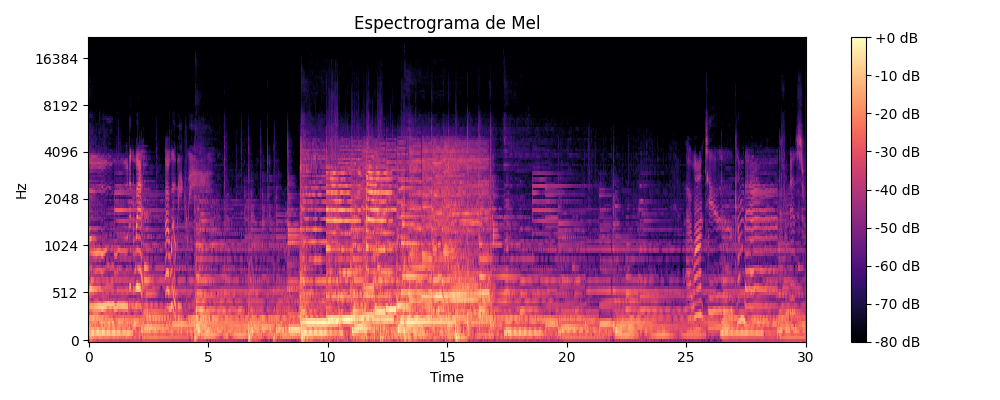 Espectrograma de Mel
16384
8192
4096
2048
1024
512
0
Hz
0 5 10 15 20 25 30
Time
+0 dB
-10 dB
-20 dB
-30 dB
-40 dB
-50 dB
-60 dB
-70 dB
-80 dB